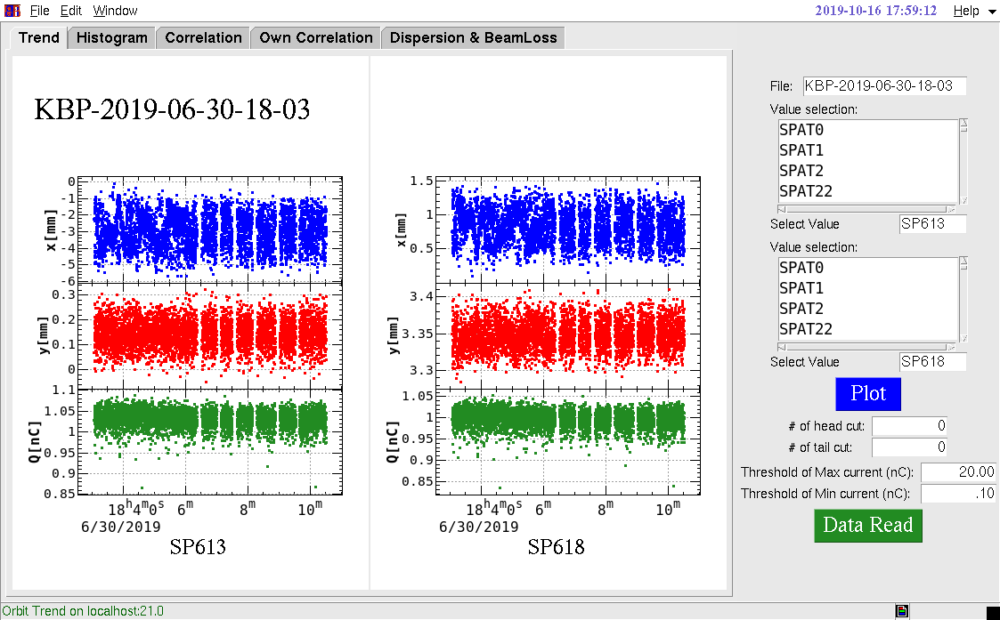 File Edit Window 2019-10-16 17:59:12 Help
Trend Histogram Correlation Own Correlation Dispersion & BeamLoss
KBP-2019-06-30-18-03
x[mm]
0
-1
-2
-3
-4
-5
-6
y[mm]
0.3
0.2
0.1
0
Q[nC]
1.1
1.05
1
0.95
0.9
0.85
18h4m0s 6m 8m 10m
6/30/2019
SP613
x[mm]
1.5
1
0.5
y[mm]
3.4
3.35
3.3
Q[nC]
1.05
1
0.95
0.9
0.85
18h4m0s 6m 8m 10m
6/30/2019
SP618
File: KBP-2019-06-30-18-03
Value selection:
SPAT0
SPAT1
SPAT2
SPAT22
Select Value SP613
Value selection:
SPAT0
SPAT1
SPAT2
SPAT22
Select Value SP618
Plot
# of head cut: 0
# of tail cut: 0
Threshold of Max current (nC): 20.00
Threshold of Min current (nC): .10
Data Read
Orbit Trend on localhost:21.0